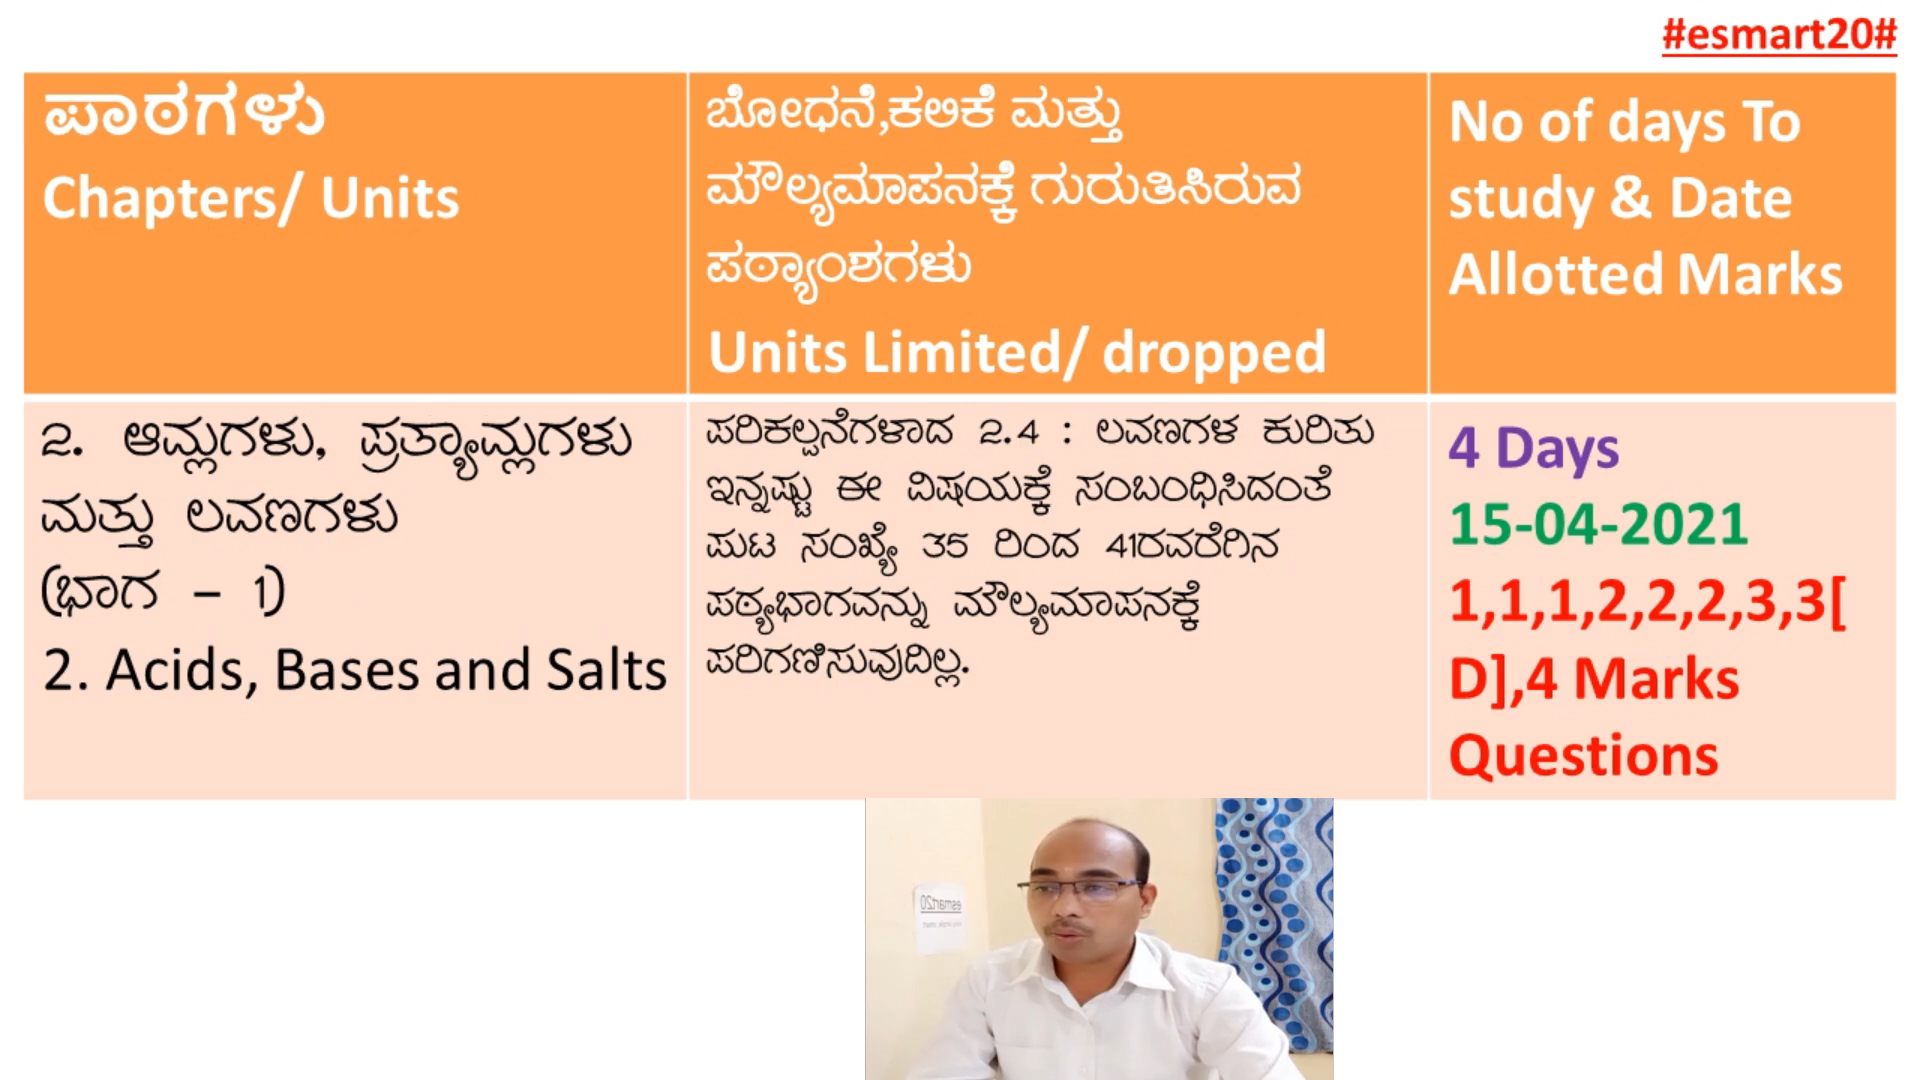 #esmart20#
ಪಾಠಗಳು
Chapters/ Units
ಬೋಧನೆ,ಕಲಿಕೆ ಮತ್ತು
ಮೌಲ್ಯಮಾಪನಕ್ಕೆ ಗುರುತಿಸಿರುವ
ಪಠ್ಯಾಂಶಗಳು
Units Limited/ dropped
No of days To
study & Date
Allotted Marks
2. ಆಮ್ಲಗಳು, ಪ್ರತ್ಯಾಮ್ಲಗಳು
ಮತ್ತು ಲವಣಗಳು
(ಭಾಗ – 1)
2. Acids, Bases and Salts
ಪರಿಕಲ್ಪನೆಗಳಾದ 2.4 : ಲವಣಗಳ ಕುರಿತು
ಇನ್ನಷ್ಟು ಈ ವಿಷಯಕ್ಕೆ ಸಂಬಂಧಿಸಿದಂತೆ
ಪುಟ ಸಂಖ್ಯೆ 35 ರಿಂದ 41ರವರೆಗಿನ
ಪಠ್ಯಭಾಗವನ್ನು ಮೌಲ್ಯಮಾಪನಕ್ಕೆ
ಪರಿಗಣಿಸುವುದಿಲ್ಲ.
4 Days
15-04-2021
1,1,1,2,2,2,3,3[
D],4 Marks
Questions
esmart20